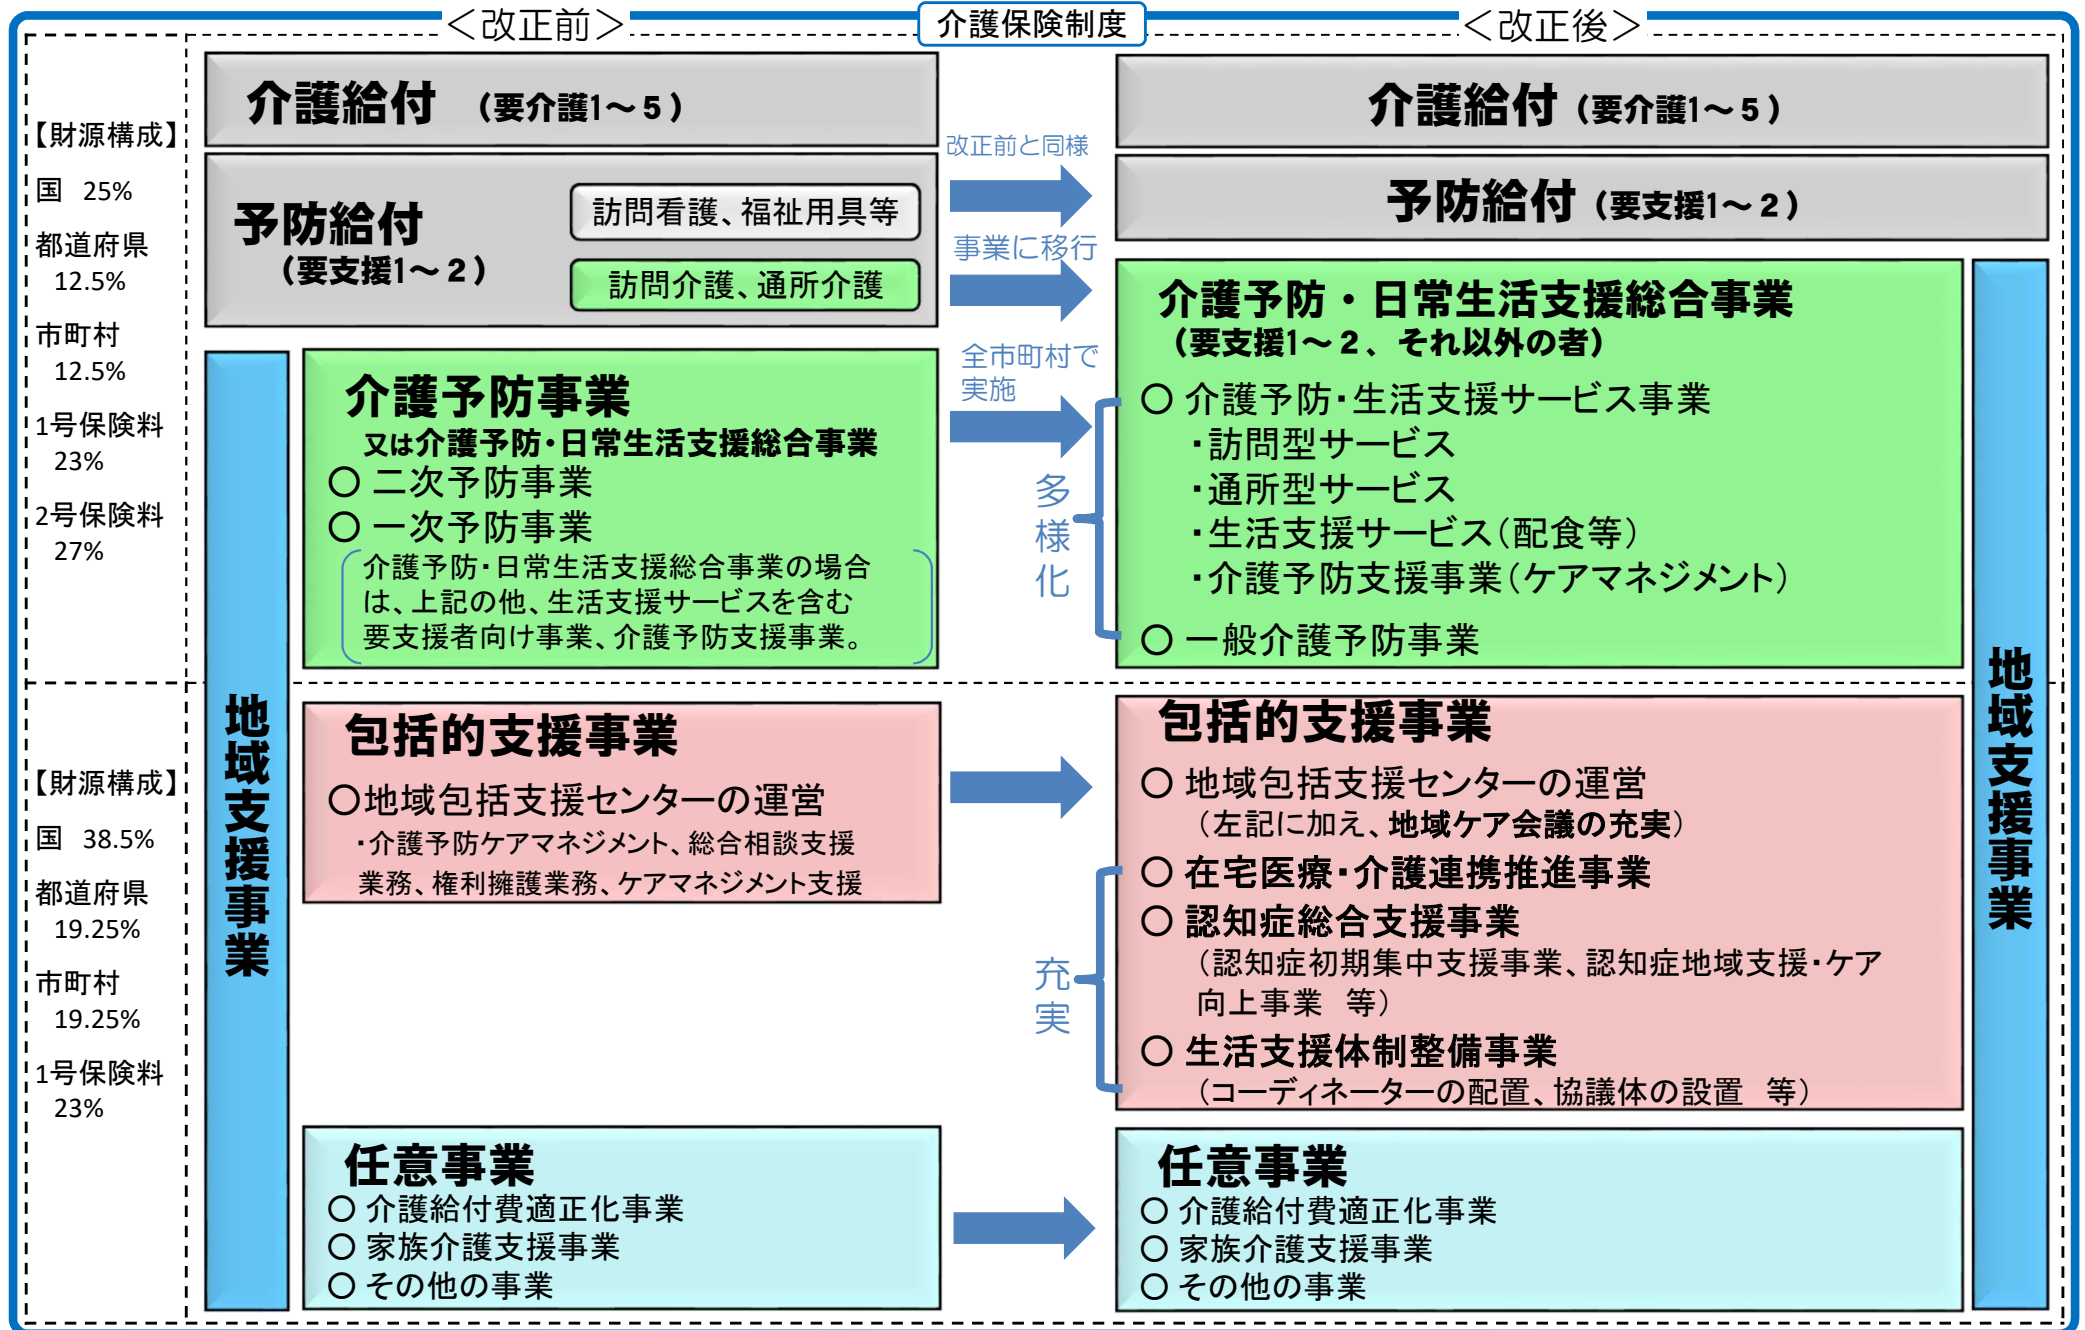 ＜改正前＞
介護保険制度
＜改正後＞
【財源構成】
国 25%
都道府県
12.5%
市町村
12.5%
1号保険料
23%
2号保険料
27%
【財源構成】
国 38.5%
都道府県
19.25%
市町村
19.25%
1号保険料
23%
介護給付 （要介護1～５）
予防給付
（要支援1～２）
訪問看護、福祉用具等
訪問介護、通所介護
地域支援事業
介護予防事業
又は介護予防・日常生活支援総合事業
○ 二次予防事業
○ 一次予防事業
介護予防・日常生活支援総合事業の場合
は、上記の他、生活支援サービスを含む
要支援者向け事業、介護予防支援事業。
包括的支援事業
○地域包括支援センターの運営
・介護予防ケアマネジメント、総合相談支援
業務、権利擁護業務、ケアマネジメント支援
任意事業
○ 介護給付費適正化事業
○ 家族介護支援事業
○ その他の事業
改正前と同様
事業に移行
全市町村で
実施
多様化
充実
介護給付（要介護1～５）
予防給付（要支援1～２）
介護予防・日常生活支援総合事業
（要支援1～２、それ以外の者）
○ 介護予防・生活支援サービス事業
・訪問型サービス
・通所型サービス
・生活支援サービス（配食等）
・介護予防支援事業（ケアマネジメント）
○ 一般介護予防事業
包括的支援事業
○ 地域包括支援センターの運営
（左記に加え、地域ケア会議の充実）
○ 在宅医療・介護連携推進事業
○ 認知症総合支援事業
（認知症初期集中支援事業、認知症地域支援・ケア
向上事業 等）
○ 生活支援体制整備事業
（コーディネーターの配置、協議体の設置 等）
任意事業
○ 介護給付費適正化事業
○ 家族介護支援事業
○ その他の事業
地域支援事業